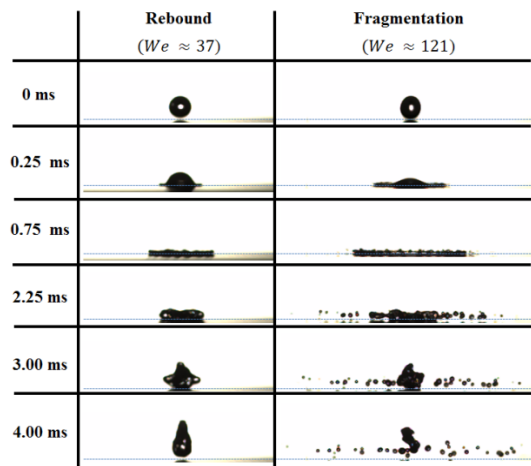 Rebound Fragmentation
(We ≈ 37) (We ≈ 121)
0 ms
0.25 ms
0.75 ms
2.25 ms
3.00 ms
4.00 ms